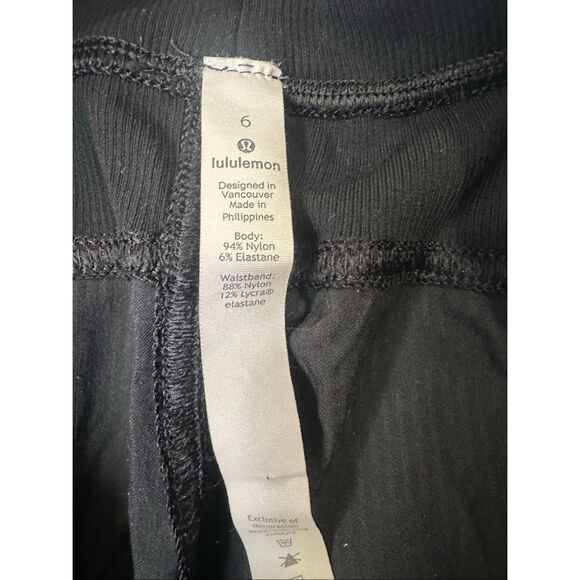 6
lululemon
Designed in
Vancouver
Made in
Philippines
Body:
94% Nylon
6% Elastane
Waistband:
88% Nylon
12% Lycra®
elastane
Exclusive of
decoration